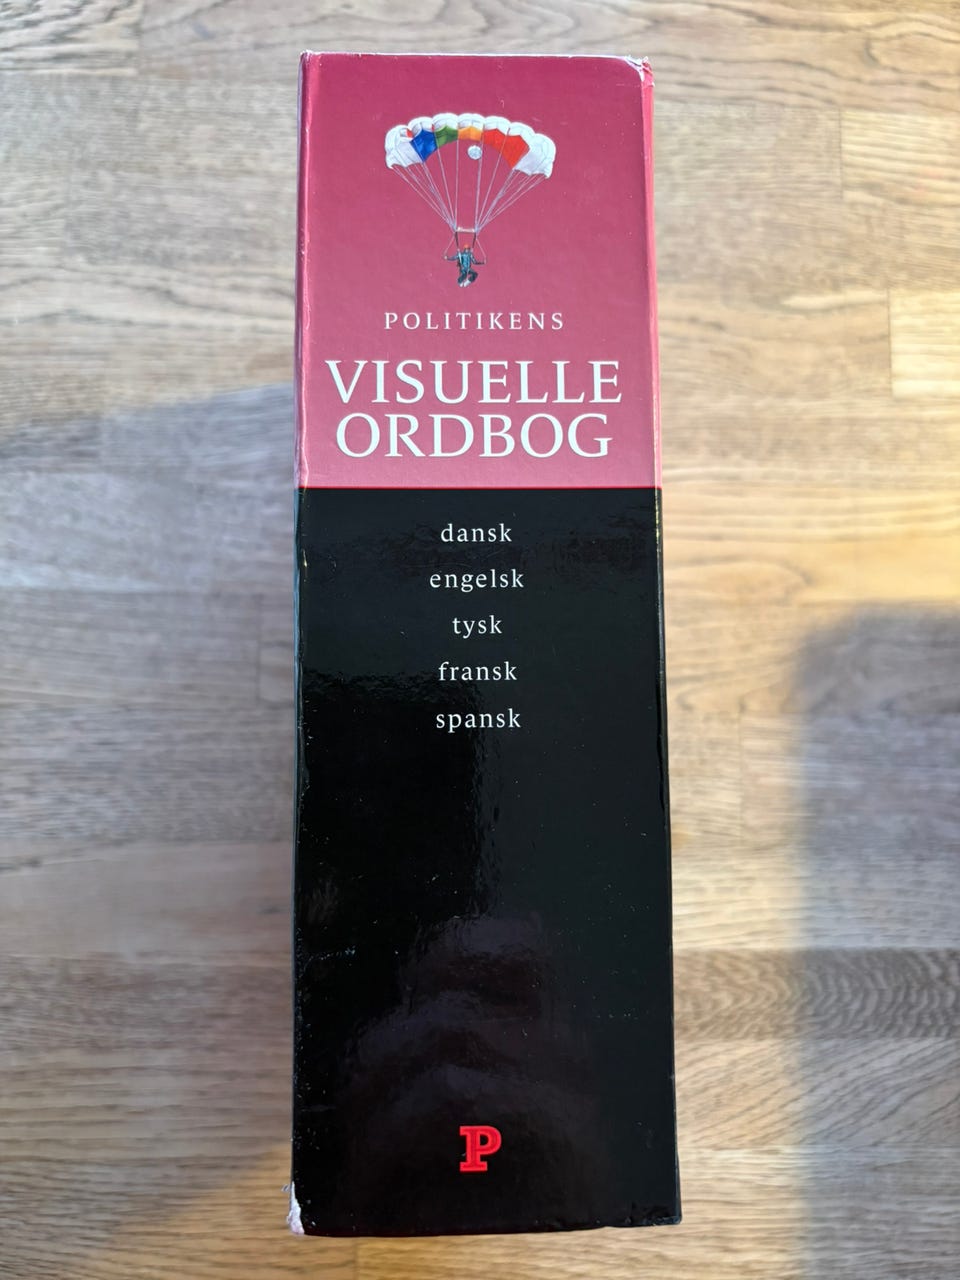 POLITIKENS
VISUELLE
ORDBOG
dansk
engelsk
tysk
fransk
spansk
P